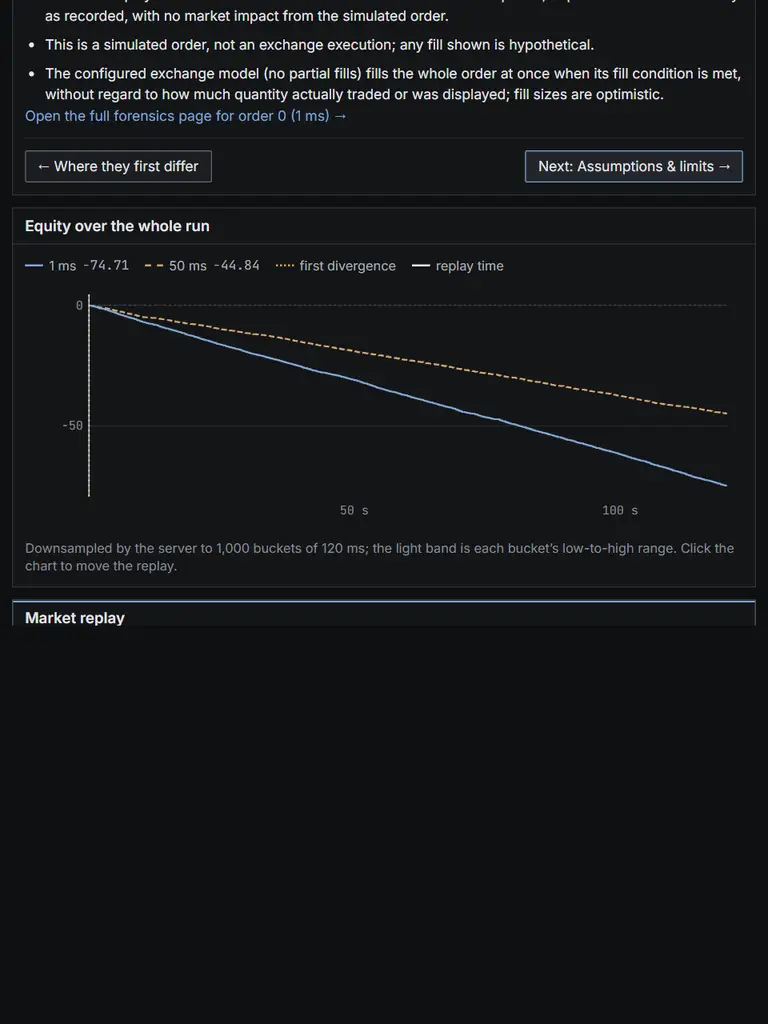 as recorded, with no market impact from the simulated order.
• This is a simulated order, not an exchange execution; any fill shown is hypothetical.
• The configured exchange model (no partial fills) fills the whole order at once when its fill condition is met,
without regard to how much quantity actually traded or was displayed; fill sizes are optimistic.
Open the full forensics page for order 0 (1 ms) →
← Where they first differ
Next: Assumptions & limits →
Equity over the whole run
1 ms -74.71 50 ms -44.84 first divergence replay time
0
-50
50 s 100 s
Downsampled by the server to 1,000 buckets of 120 ms; the light band is each bucket's low-to-high range. Click the
chart to move the replay.
Market replay